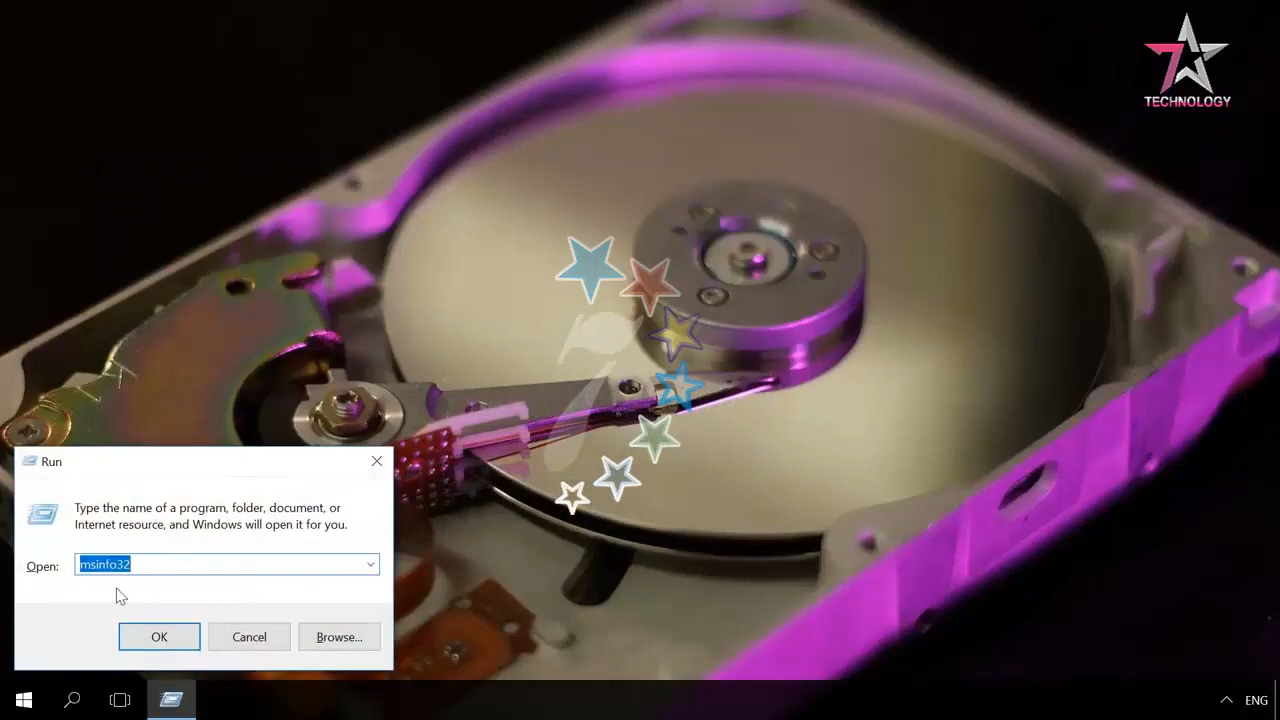 7
TECHNOLOGY
Run
Type the name of a program, folder, document, or
Internet resource, and Windows will open it for you.
Open: msinfo32
OK Cancel Browse...
ENG